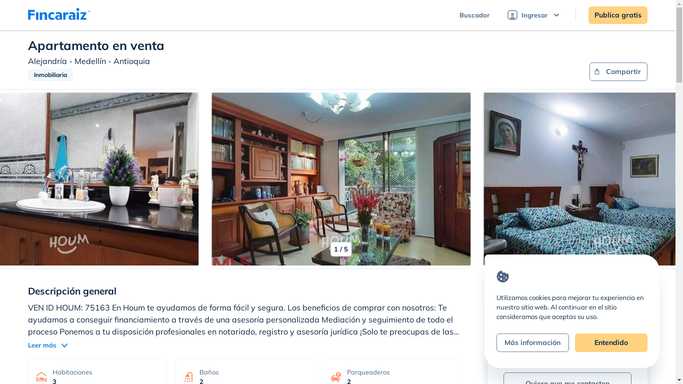 Fincaraiz
Buscador
Ingresar
Publica gratis
Apartamento en venta
Alejandría - Medellín - Antioquia
Inmobiliaria
Compartir
HOUM
HOUM
HOUM
1 / 5
Descripción general
VEN ID HOUM: 75163 En Houm te ayudamos de forma fácil y segura. Los beneficios de comprar con nosotros: Te
ayudamos a conseguir financiamiento a través de una asesoría personalizada Mediación y seguimiento de todo el
proceso Ponemos a tu disposición profesionales en notariado, registro y asesoría jurídica ¡Solo te preocupas de las...
Leer más
Habitaciones
3
Baños
2
Parqueaderos
2
Utilizamos cookies para mejorar tu experiencia en
nuestro sitio web. Al continuar en el sitio
consideramos que aceptas su uso.
Más información
Entendido
Quiero que me contacten